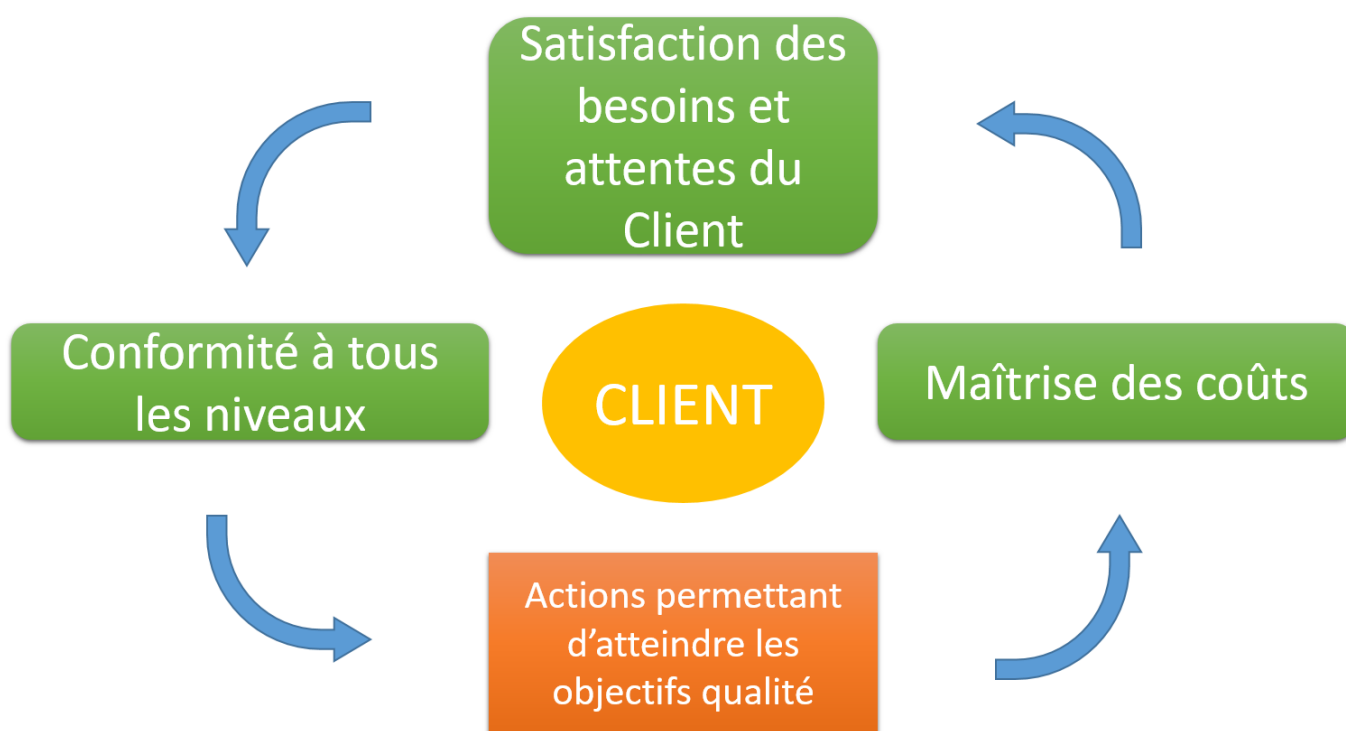 Satisfaction des
besoins et
attentes du
Client
Conformité à tous
les niveaux
CLIENT
Maîtrise des coûts
Actions permettant
d’atteindre les
objectifs qualité